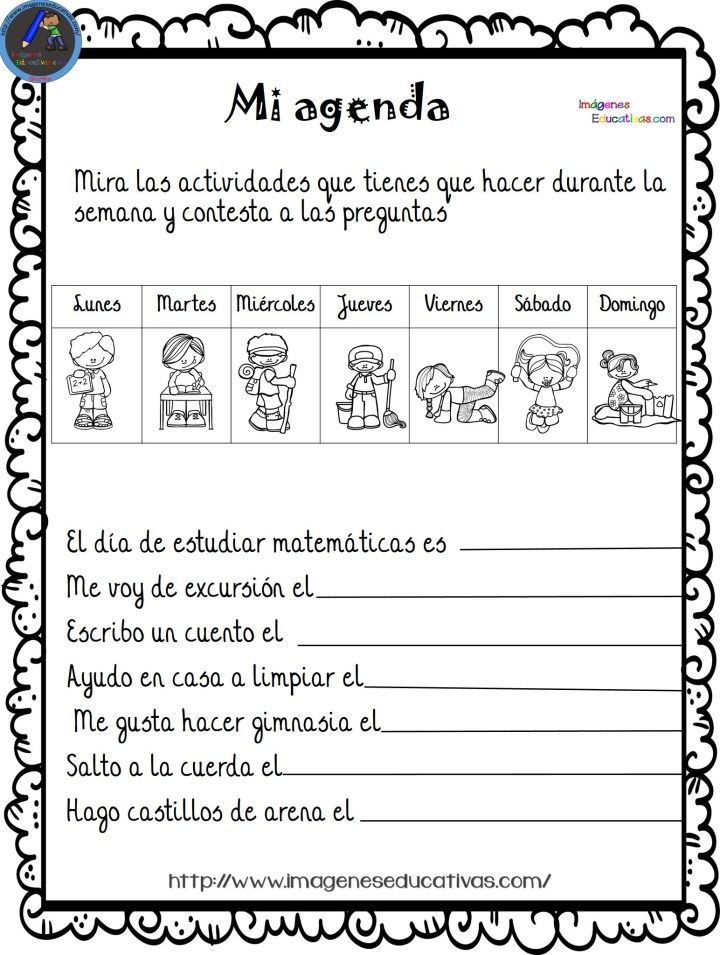 Mi agenda
Imágenes
Educativas.com
Mira las actividades que tienes que hacer durante la
semana y contesta a las preguntas
Lunes Martes Miércoles Jueves Viernes Sábado Domingo
2+2
El día de estudiar matemáticas es
Me voy de excursión el
Escribo un cuento el
Ayudo en casa a limpiar el
Me gusta hacer gimnasia el
Salto a la cuerda el
Hago castillos de arena el
http://www.imageneseducativas.com/